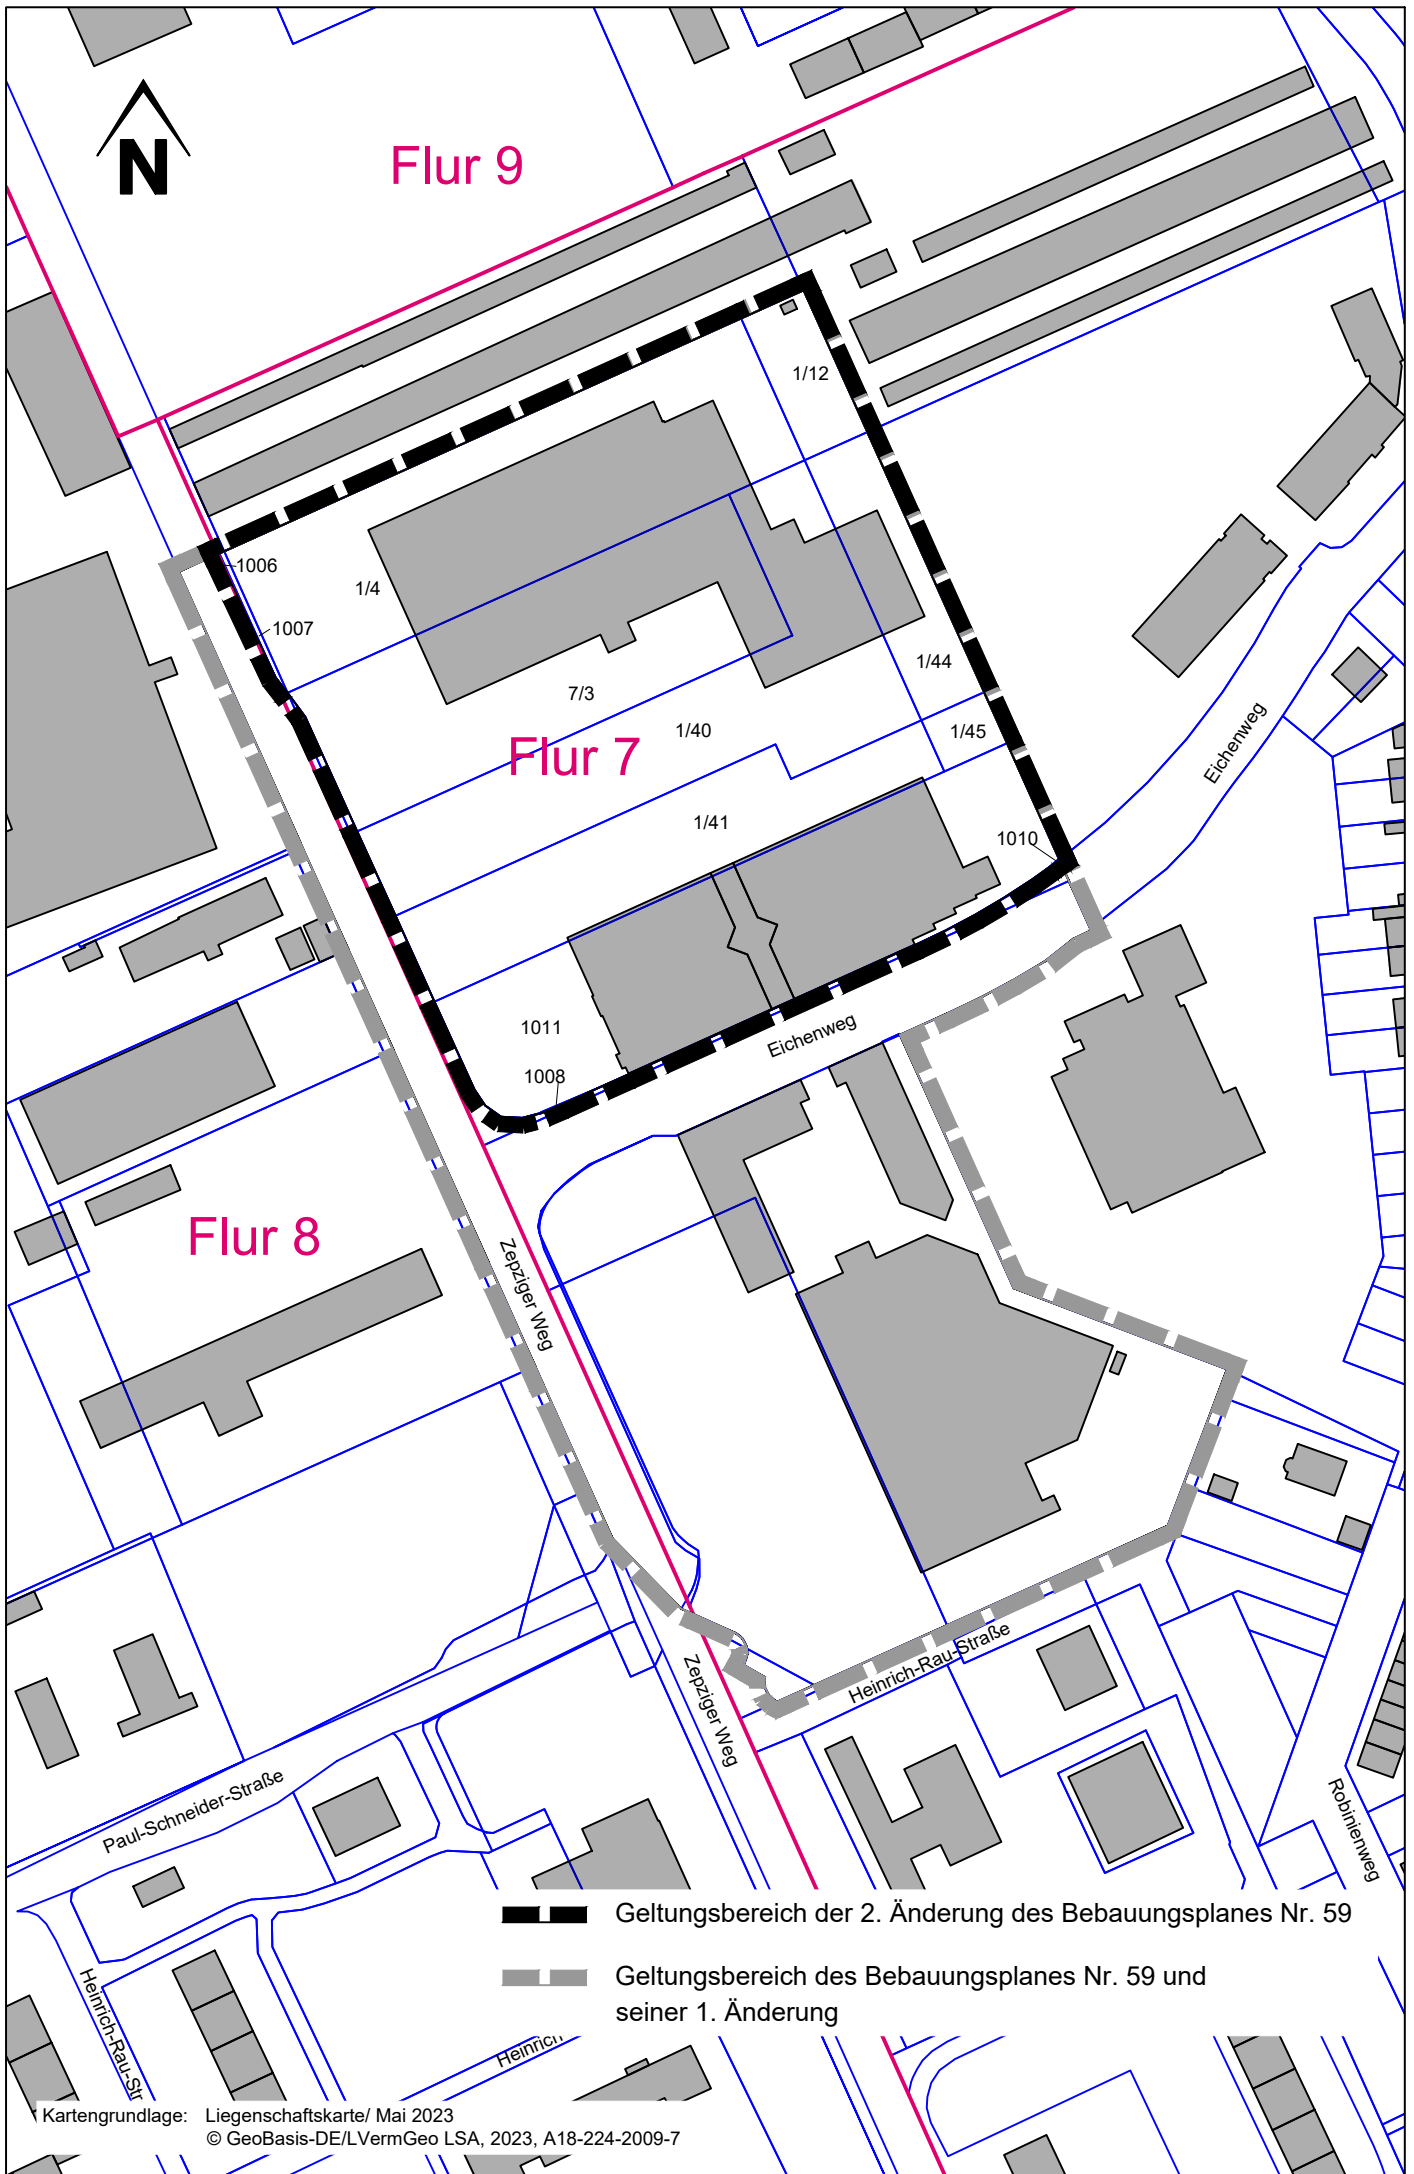 N
Flur 9
1/12
1006
1/4
1007
1/44
7/3
1/40
1/45
Flur 7
Eichenweg
1/41
1010
1011
Eichenweg
1008
Flur 8
Zepziger Weg
Heinrich-Rau-Straße
Zepziger Weg
Paul-Schneider-Straße
Robinienweg
Geltungsbereich der 2. Änderung des Bebauungsplanes Nr. 59
Geltungsbereich des Bebauungsplanes Nr. 59 und
seiner 1. Änderung
Heinrich-Rau-Str
Heinrich
Kartengrundlage: Liegenschaftskarte/ Mai 2023
© GeoBasis-DE/LVermGeo LSA, 2023, A18-224-2009-7